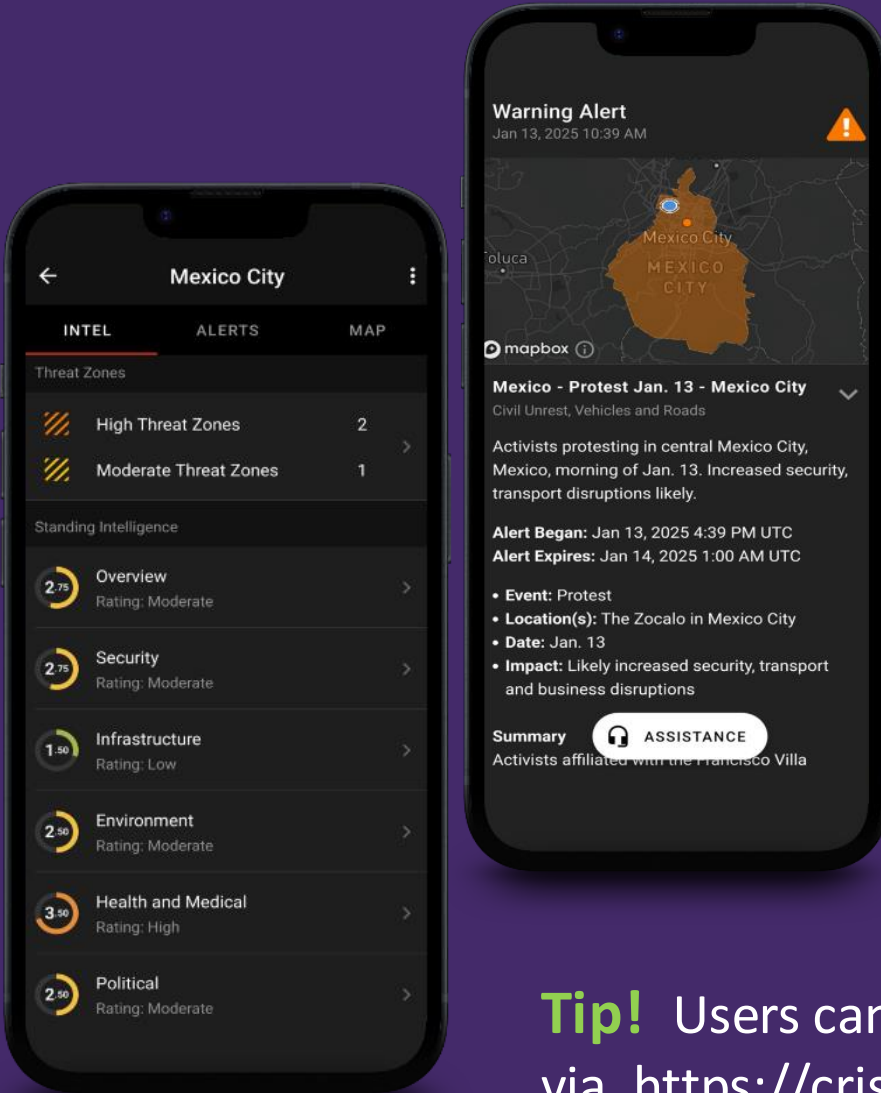 Mexico City
INTEL ALERTS MAP
Threat Zones
High Threat Zones 2
Moderate Threat Zones 1
Standing Intelligence
2.75 Overview
Rating: Moderate
2.75 Security
Rating: Moderate
1.50 Infrastructure
Rating: Low
2.50 Environment
Rating: Moderate
3.50 Health and Medical
Rating: High
2.50 Political
Rating: Moderate
Warning Alert
Jan 13, 2025 10:39 AM
Mexico City
Toluca
MEXICO
CITY
mapbox
Mexico - Protest Jan. 13 - Mexico City
Civil Unrest, Vehicles and Roads
Activists protesting in central Mexico City,
Mexico, morning of Jan. 13. Increased security,
transport disruptions likely.
Alert Began: Jan 13, 2025 4:39 PM UTC
Alert Expires: Jan 14, 2025 1:00 AM UTC
• Event: Protest
• Location(s): The Zocalo in Mexico City
• Date: Jan. 13
• Impact: Likely increased security, transport
and business disruptions
Summary
ASSISTANCE
Activists affiliated with the Francisco Villa
Tip! Users can
via https://cris